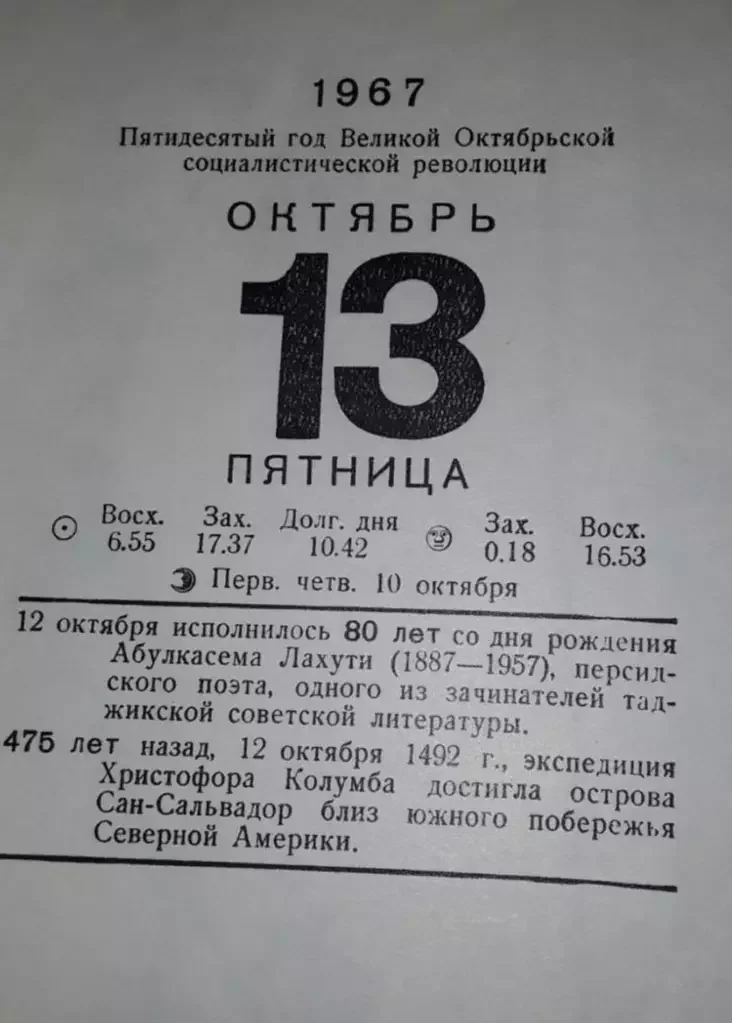 1967
Пятидесятый год Великой Октябрьской
социалистической революции
ОКТЯБРЬ
13
ПЯТНИЦА
Восх. Зах. Долг. дня Зах. Восх.
6.55 17.37 10.42 0.18 16.53
Перв. четв. 10 октября
12 октября исполнилось 80 лет со дня рождения
Абулкасема Лахути (1887—1957), персид-
ского поэта, одного из зачинателей тад-
жикской советской литературы.
475 лет назад, 12 октября 1492 г., экспедиция
Христофора Колумба достигла острова
Сан-Сальвадор близ южного побережья
Северной Америки.